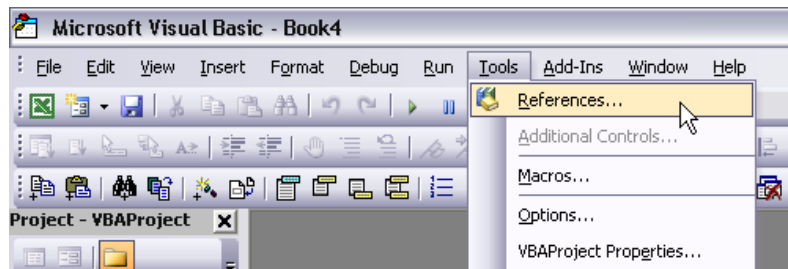 Microsoft Visual Basic - Book4
File Edit View Insert Format Debug Run Tools Add-Ins Window Help
References...
Additional Controls...
Macros...
Options...
Project - VBAProject
VBAProject Properties...